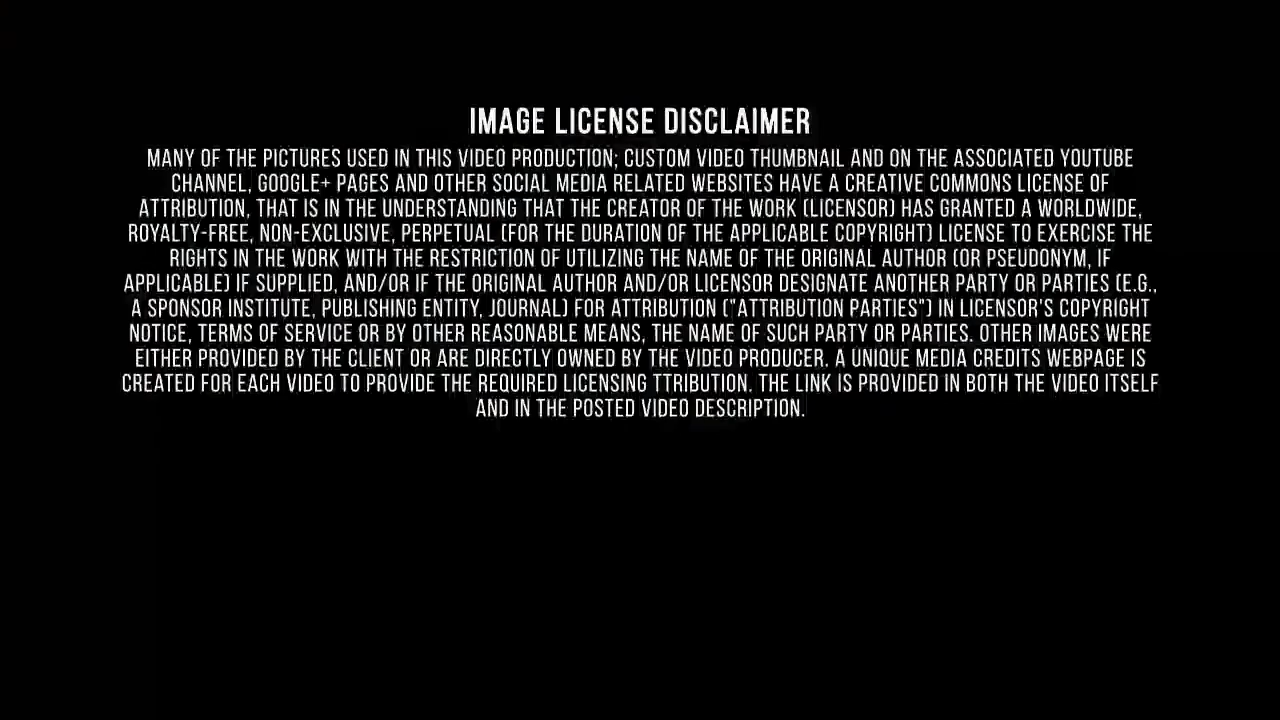 IMAGE LICENSE DISCLAIMER
MANY OF THE PICTURES USED IN THIS VIDEO PRODUCTION; CUSTOM VIDEO THUMBNAIL AND ON THE ASSOCIATED YOUTUBE
CHANNEL, GOOGLE+ PAGES AND OTHER SOCIAL MEDIA RELATED WEBSITES HAVE A CREATIVE COMMONS LICENSE OF
ATTRIBUTION, THAT IS IN THE UNDERSTANDING THAT THE CREATOR OF THE WORK (LICENSOR) HAS GRANTED A WORLDWIDE,
ROYALTY-FREE, NON-EXCLUSIVE, PERPETUAL (FOR THE DURATION OF THE APPLICABLE COPYRIGHT) LICENSE TO EXERCISE THE
RIGHTS IN THE WORK WITH THE RESTRICTION OF UTILIZING THE NAME OF THE ORIGINAL AUTHOR (OR PSEUDONYM, IF
APPLICABLE) IF SUPPLIED, AND/OR IF THE ORIGINAL AUTHOR AND/OR LICENSOR DESIGNATE ANOTHER PARTY OR PARTIES (E.G.,
A SPONSOR INSTITUTE, PUBLISHING ENTITY, JOURNAL) FOR ATTRIBUTION ("ATTRIBUTION PARTIES") IN LICENSOR'S COPYRIGHT
NOTICE, TERMS OF SERVICE OR BY OTHER REASONABLE MEANS, THE NAME OF SUCH PARTY OR PARTIES. OTHER IMAGES WERE
EITHER PROVIDED BY THE CLIENT OR ARE DIRECTLY OWNED BY THE VIDEO PRODUCER. A UNIQUE MEDIA CREDITS WEBPAGE IS
CREATED FOR EACH VIDEO TO PROVIDE THE REQUIRED LICENSING TTRIBUTION. THE LINK IS PROVIDED IN BOTH THE VIDEO ITSELF
AND IN THE POSTED VIDEO DESCRIPTION.